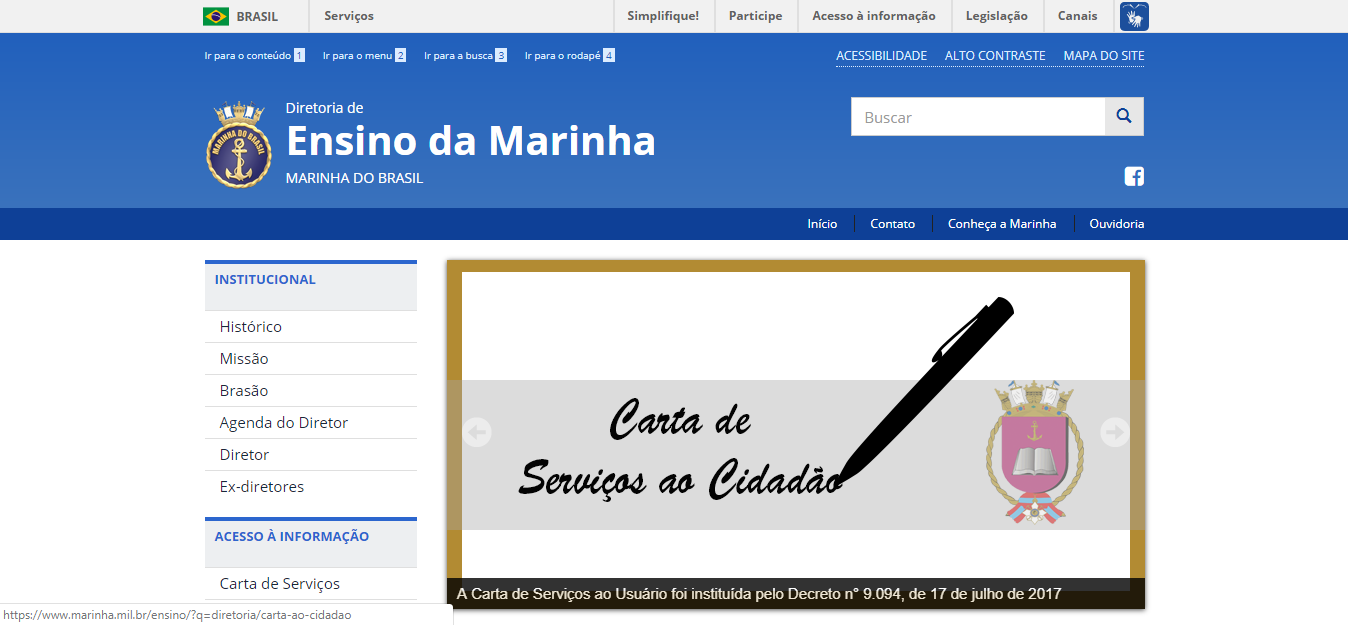 BRASIL
Serviços
Simplifique!
Participe
Acesso à informação
Legislação
Canais
Ir para o conteúdo 1
Ir para o menu 2
Ir para a busca 3
Ir para o rodapé 4
ACESSIBILIDADE
ALTO CONTRASTE
MAPA DO SITE
MARINHA DO BRASIL
Diretoria de
Ensino da Marinha
MARINHA DO BRASIL
Buscar
Início
Contato
Conheça a Marinha
Ouvidoria
INSTITUCIONAL
Histórico
Missão
Brasão
Agenda do Diretor
Diretor
Ex-diretores
ACESSO À INFORMAÇÃO
Carta de Serviços
Carta de
Serviços ao Cidadão
A Carta de Serviços ao Usuário foi instituída pelo Decreto n° 9.094, de 17 de julho de 2017
https://www.marinha.mil.br/ensino/?q=diretoria/carta-ao-cidadao